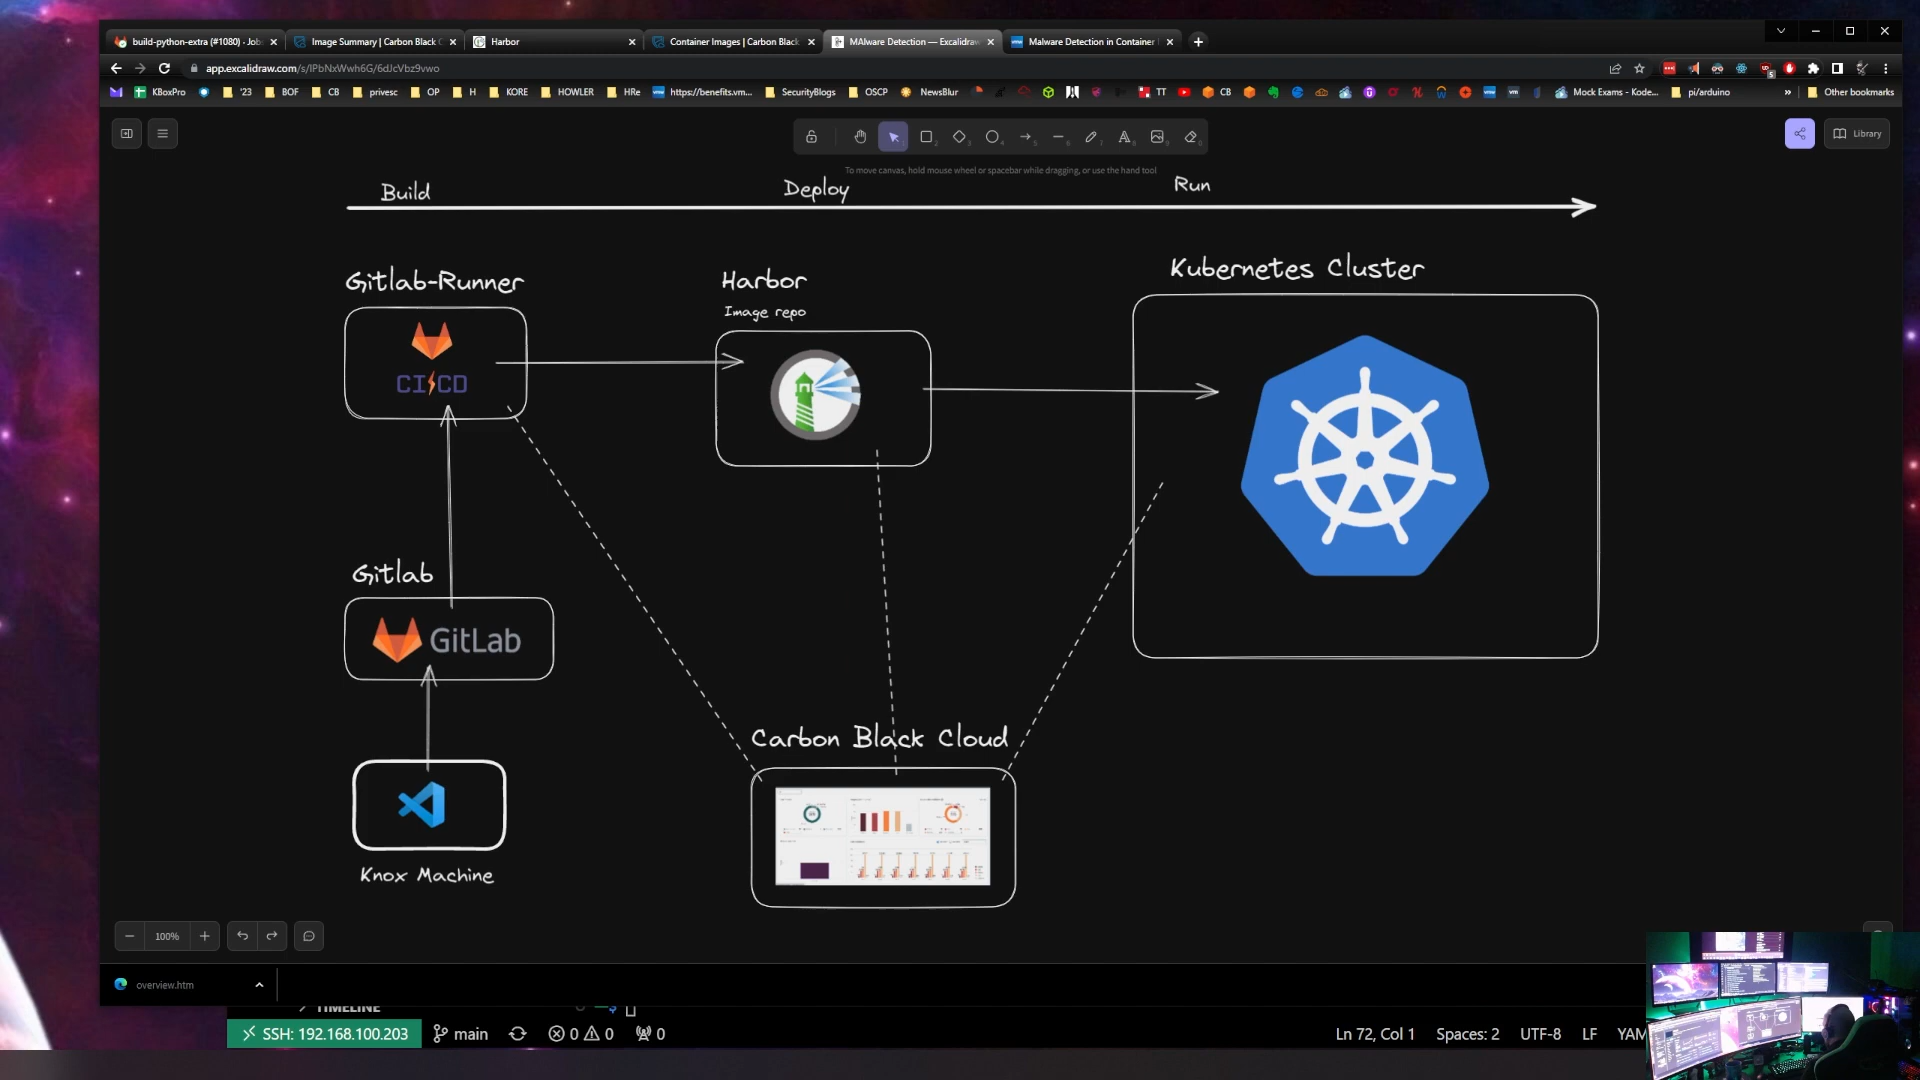 build-python-extra (#1080) - Job
Image Summary | Carbon Black C
Harbor
Container Images | Carbon Black
MAlware Detection — Excalidraw
Malware Detection in Container
app.excalidraw.com/s/lPbNxWwh6G/6dJcVbz9vwo
KBoxPro
'23
BOF
CB
privesc
OP
H
KORE
HOWLER
HRe
https://benefits.vm...
SecurityBlogs
OSCP
NewsBlur
TT
CB
Mock Exams - Kode...
pi/arduino
Other bookmarks
Library
To move canvas, hold mouse wheel or spacebar while dragging, or use the hand tool
Build
Deploy
Run
Gitlab-Runner
Harbor
Image repo
Kubernetes Cluster
CI CD
Gitlab
GitLab
Carbon Black Cloud
Knox Machine
100%
overview.htm
TIMELINE
SSH: 192.168.100.203
main
0
0
0
Ln 72, Col 1
Spaces: 2
UTF-8
LF
YAM